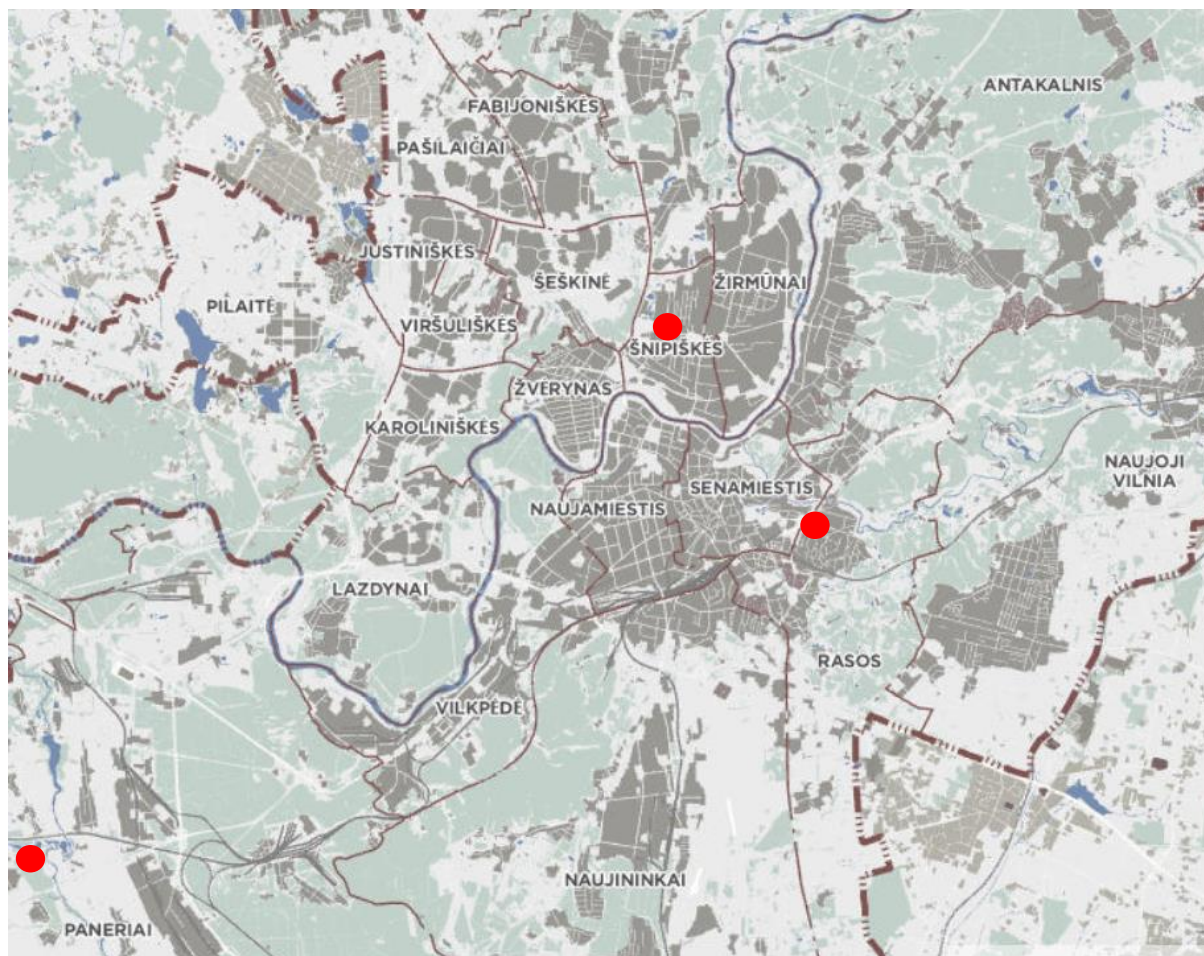 ANTAKALNIS
FABIJONIŠKĖS
PAŠILAIČIAI
JUSTINIŠKĖS
ŠEŠKINĖ
ŽIRMŪNAI
PILAITĖ
VIRŠULIŠKĖS
ŠNIPIŠKĖS
ŽVĖRYNAS
KAROLINIŠKĖS
NAUJOJI
VILNIA
SENAMIESTIS
NAUJAMIESTIS
LAZDYNAI
RASOS
VILKPĖDĖ
NAUJININKAI
PANERIAI